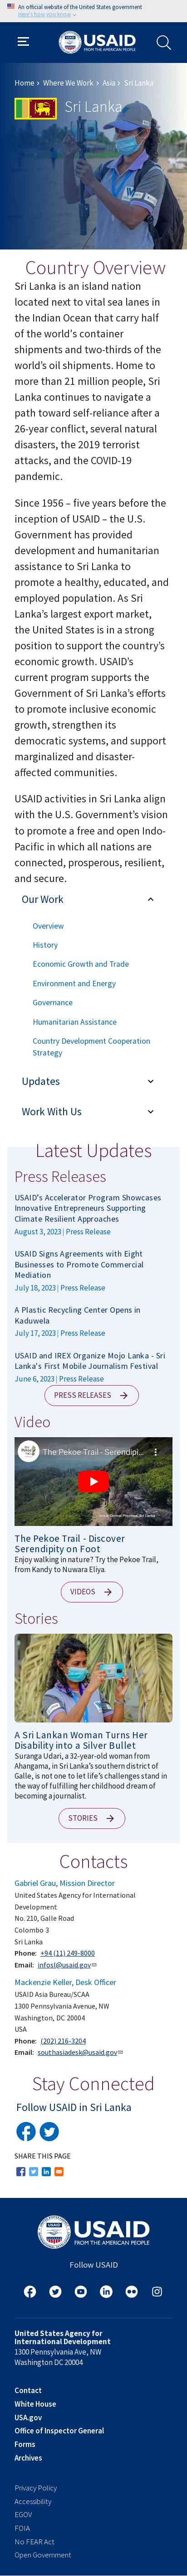 An official website of the United States government
Here's how you know
USAID
FROM THE AMERICAN PEOPLE
Home › Where We Work › Asia › Sri Lanka
Sri Lanka
Country Overview
Sri Lanka is an island nation
located next to vital sea lanes in
the Indian Ocean that carry half
of the world's container
shipments and two-thirds of the
world's oil shipments. Home to
more than 21 million people, Sri
Lanka continues to navigate a
path toward self-reliance after a
26-year conflict, several natural
disasters, 2019 terrorist
attacks, and the COVID-19
pandemic.
Since 1956 – five years before the
inception of USAID – the U.S.
Government has provided
development and humanitarian
assistance to Sri Lanka to
promote a healthy, educated, and
employed population. As Sri
Lanka's largest export market,
the United States is in a strong
position to support the country's
economic growth. USAID's
current program supports the
Government of Sri Lanka's efforts
to promote inclusive economic
growth, strengthen its
democratic systems, and support
marginalized and disaster-
affected communities.
USAID activities in Sri Lanka align
with the U.S. Government's vision
to promote a free and open Indo-
Pacific in which all nations are
connected, prosperous, resilient,
and secure.
Our Work
Overview
History
Economic Growth and Trade
Environment and Energy
Governance
Humanitarian Assistance
Country Development Cooperation
Strategy
Updates
Work With Us
Latest Updates
Press Releases
USAID's Accelerator Program Showcases
Innovative Entrepreneurs Supporting
Climate Resilient Approaches
August 3, 2023 | Press Release
USAID Signs Agreements with Eight
Businesses to Promote Commercial
Mediation
July 18, 2023 | Press Release
A Plastic Recycling Center Opens in
Kaduwela
July 17, 2023 | Press Release
USAID and IREX Organize Mojo Lanka - Sri
Lanka's First Mobile Journalism Festival
June 6, 2023 | Press Release
PRESS RELEASES →
Video
The Pekoe Trail - Serendipi...
The Pekoe Trail - Discover
Serendipity on Foot
Enjoy walking in nature? Try the Pekoe Trail,
from Kandy to Nuwara Eliya.
VIDEOS →
Stories
A Sri Lankan Woman Turns Her
Disability into a Silver Bullet
Suranga Udari, a 32-year-old woman from
Ahangama, in Sri Lanka's southern district of
Galle, is not one to let life's challenges stand in
the way of fulfilling her childhood dream of
becoming a journalist.
STORIES →
Contacts
Gabriel Grau, Mission Director
United States Agency for International
Development
No. 210, Galle Road
Colombo 3
Sri Lanka
Phone: +94 (11) 249-8000
Email: infosl@usaid.gov
Mackenzie Keller, Desk Officer
USAID Asia Bureau/SCAA
1300 Pennsylvania Avenue, NW
Washington, DC 20004
USA
Phone: (202) 216-3204
Email: southasiadesk@usaid.gov
Stay Connected
Follow USAID in Sri Lanka
SHARE THIS PAGE
USAID
FROM THE AMERICAN PEOPLE
Follow USAID
United States Agency for
International Development
1300 Pennsylvania Ave, NW
Washington DC 20004
Contact
White House
USA.gov
Office of Inspector General
Forms
Archives
Privacy Policy
Accessibility
EGOV
FOIA
No FEAR Act
Open Government